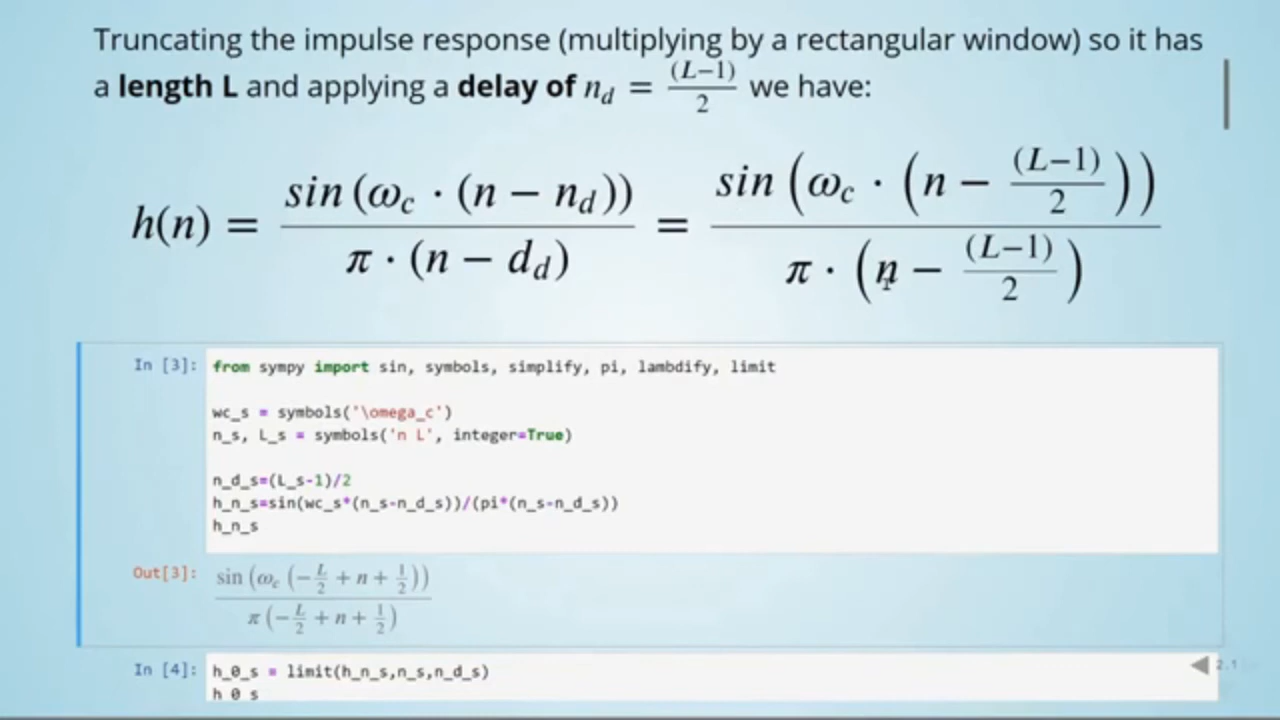 Truncating the impulse response (multiplying by a rectangular window) so it has
a length L and applying a delay of n_d = (L−1)/2 we have:
h(n) = sin(ω_c · (n − n_d)) / π · (n − d_d) = sin(ω_c · (n − (L−1)/2)) / π · (n − (L−1)/2)
In [3]: from sympy import sin, symbols, simplify, pi, lambdify, limit
wc_s = symbols('\omega_c')
n_s, L_s = symbols('n L', integer=True)
n_d_s=(L_s-1)/2
h_n_s=sin(wc_s*(n_s-n_d_s))/(pi*(n_s-n_d_s))
h_n_s
Out[3]: sin(ω_c(−L/2 + n + 1/2)) / π(−L/2 + n + 1/2)
In [4]: h_0_s = limit(h_n_s,n_s,n_d_s)
h_0_s
2.1